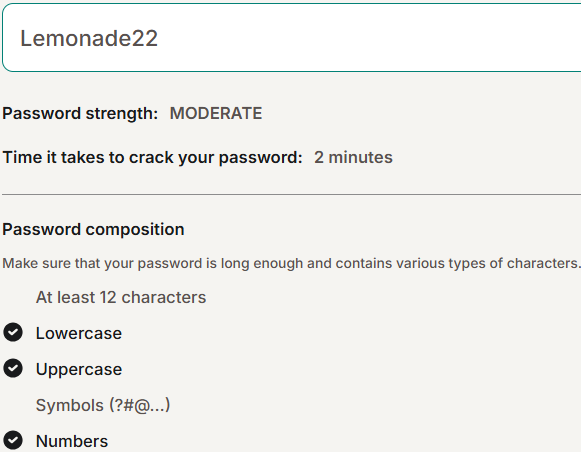 Lemonade22
Password strength: MODERATE
Time it takes to crack your password: 2 minutes
Password composition
Make sure that your password is long enough and contains various types of characters.
At least 12 characters
Lowercase
Uppercase
Symbols (?#@...)
Numbers